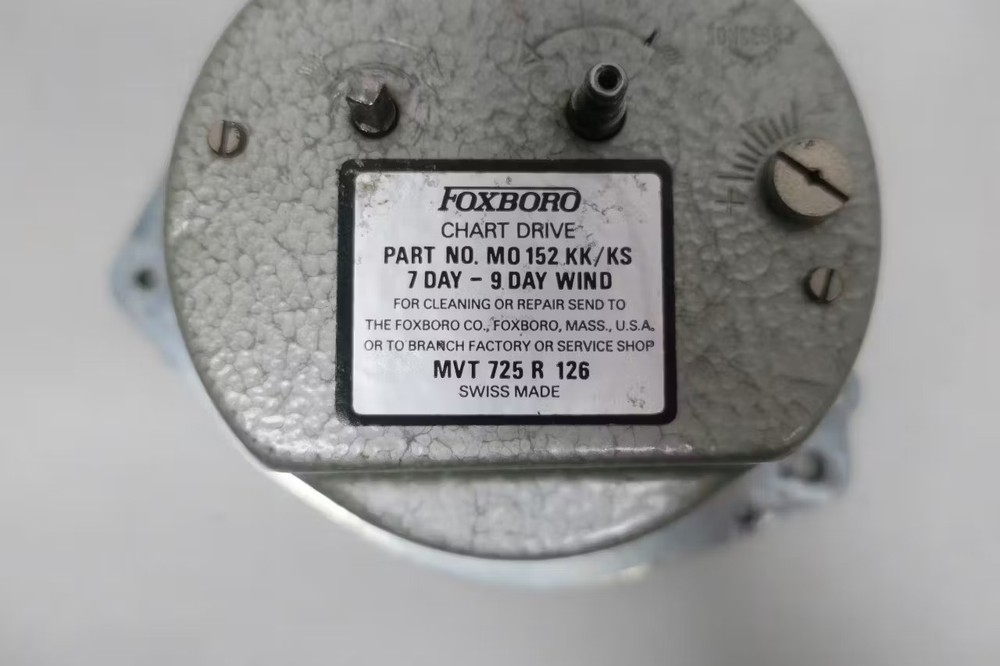 FOXBORO
CHART DRIVE
PART NO. MO 152 KK/KS
7 DAY - 9 DAY WIND
FOR CLEANING OR REPAIR SEND TO
THE FOXBORO CO., FOXBORO, MASS., U.S.A.
OR TO BRANCH FACTORY OR SERVICE SHOP
MVT 725 R 126
SWISS MADE